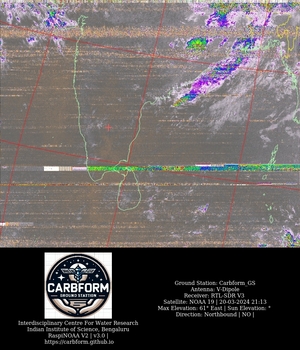 CARBFORM
GROUND STATION
Interdisciplinary Centre For Water Research
Indian Institute of Science, Bengaluru
RaspiNOAA V2 | v3.0 |
https://carbform.github.io
Ground Station: Carbform_GS
Antenna: V-Dipole
Receiver: RTL-SDR V3
Satellite: NOAA 19 | 20-03-2024 21:13
Max Elevation: 61° East | Sun Elevation: °
Direction: Northbound | NO |